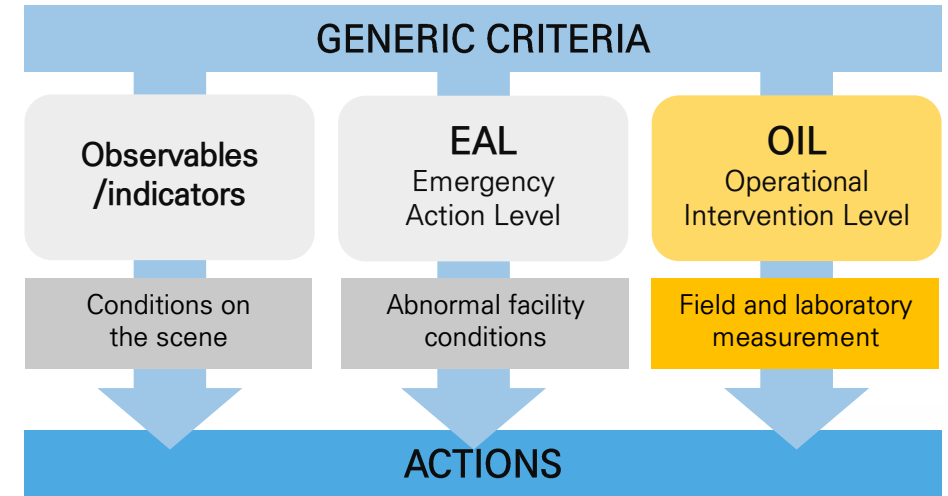 GENERIC CRITERIA
Observables
/indicators
EAL
Emergency
Action Level
OIL
Operational
Intervention Level
Conditions on
the scene
Abnormal facility
conditions
Field and laboratory
measurement
ACTIONS